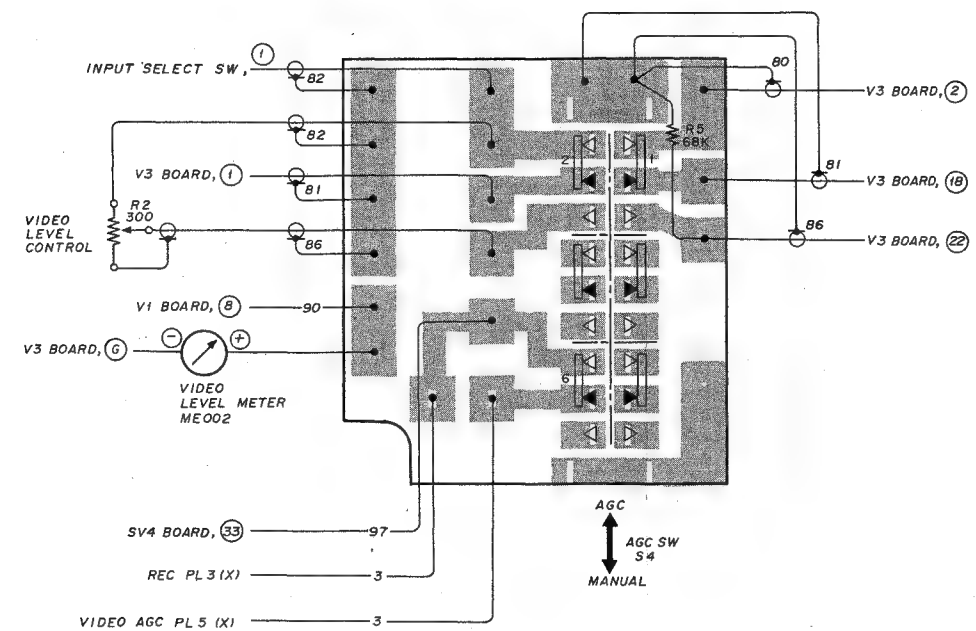 INPUT SELECT SW, 1
82
80
V3 BOARD, 2
82
R5
68K
2
1
V3 BOARD, 1
81
81
V3 BOARD, 18
R2
300
VIDEO
LEVEL
CONTROL
86
86
V3 BOARD, 22
V1 BOARD, 8
90
V3 BOARD, G
−
+
VIDEO
LEVEL METER
ME002
6
SV4 BOARD, 33
97
REC PL3(X)
3
VIDEO AGC PL5 (X)
3
AGC
AGC SW
S4
MANUAL